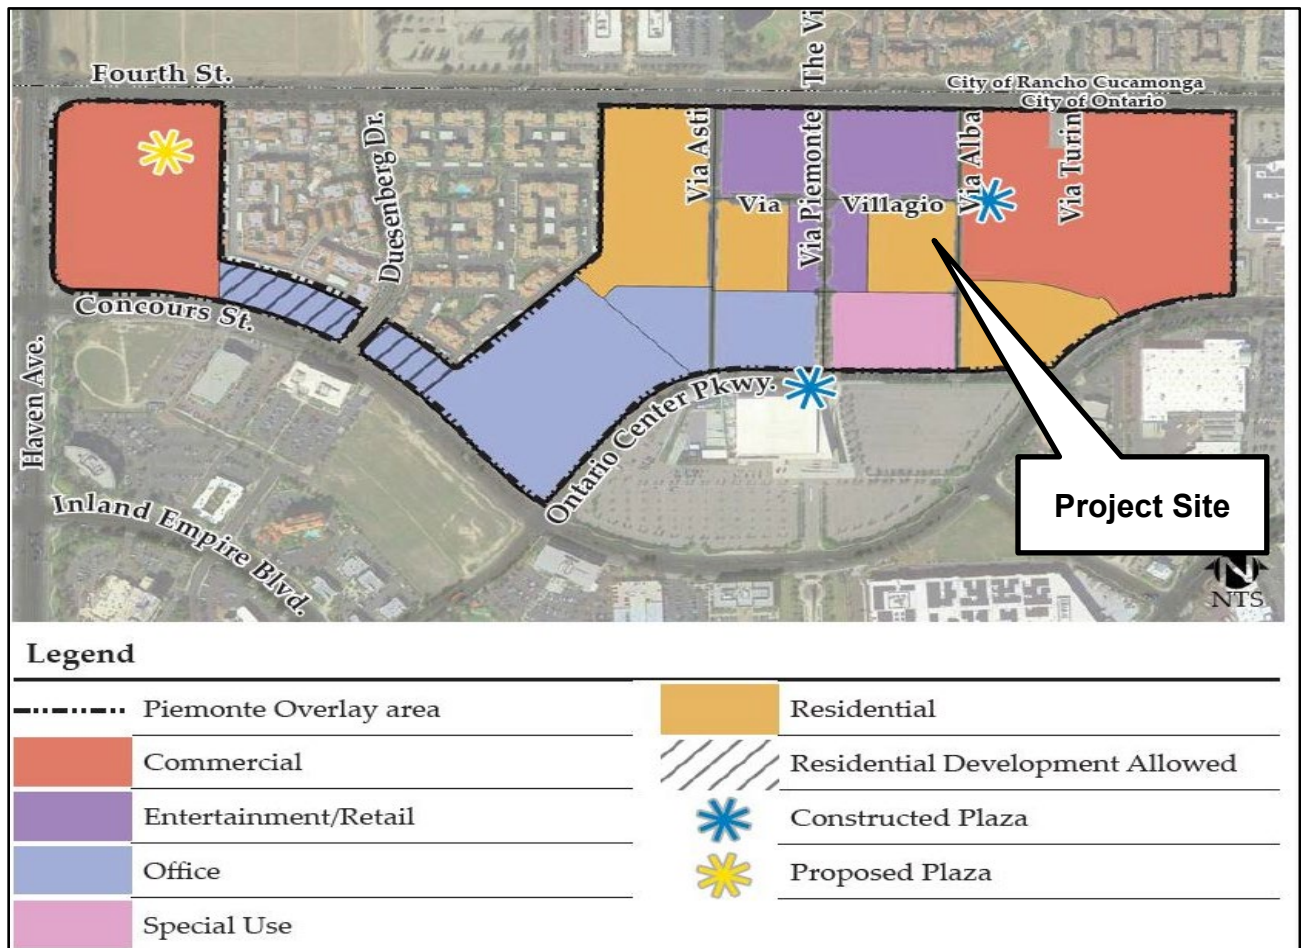 Fourth St.
The Vi
City of Rancho Cucamonga
City of Ontario
Duesenberg Dr.
Via Asti
Via Piemonte
Via Alba
Via Turin
Via Villagio
Concours St.
Haven Ave.
Ontario Center Pkwy.
Inland Empire Blvd.
Project Site
N
NTS
Legend
Piemonte Overlay area
Residential
Commercial
Residential Development Allowed
Entertainment/Retail
Constructed Plaza
Office
Proposed Plaza
Special Use